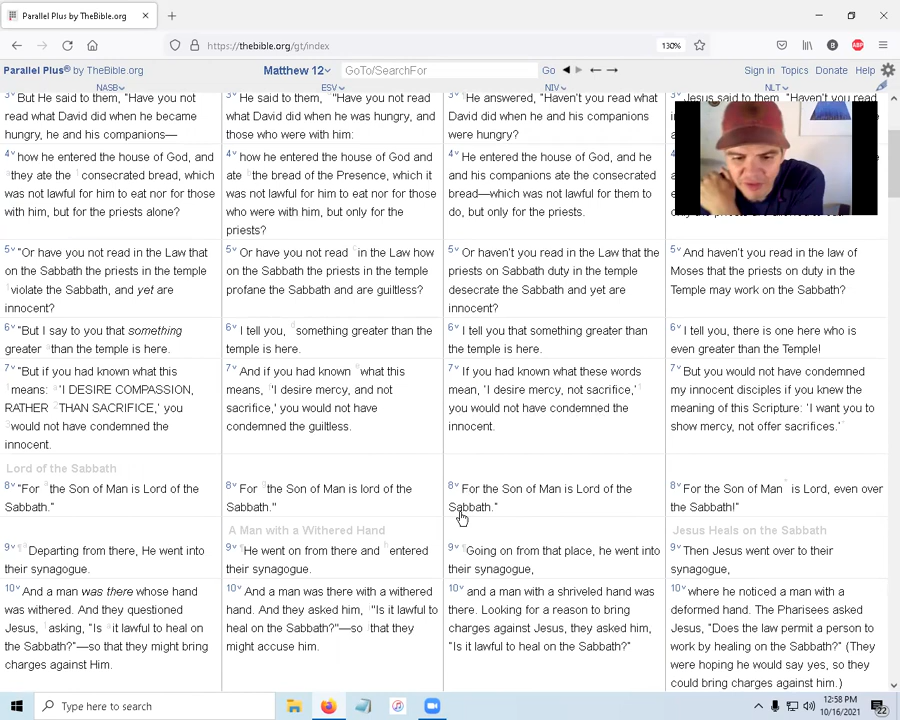 Parallel Plus by TheBible.org
https://thebible.org/gt/index
130%
Parallel Plus® by TheBible.org
Matthew 12
GoTo/SearchFor
Go
Sign in Topics Donate Help
NASB ESV NIV NLT
3 But He said to them, "Have you not
read what David did when he became
hungry, he and his companions—
4 how he entered the house of God, and
they ate the consecrated bread, which
was not lawful for him to eat nor for those
with him, but for the priests alone?
5 "Or have you not read in the Law that
on the Sabbath the priests in the temple
violate the Sabbath, and yet are
innocent?
6 "But I say to you that something
greater than the temple is here.
7 "But if you had known what this
means: 'I DESIRE COMPASSION,
RATHER THAN SACRIFICE,' you
would not have condemned the
innocent.
Lord of the Sabbath
8 "For the Son of Man is Lord of the
Sabbath."
9 Departing from there, He went into
their synagogue.
10 And a man was there whose hand
was withered. And they questioned
Jesus, asking, "Is it lawful to heal on
the Sabbath?"—so that they might bring
charges against Him.
He said to them, "Have you not read
what David did when he was hungry, and
those who were with him:
4 how he entered the house of God and
ate the bread of the Presence, which it
was not lawful for him to eat nor for those
who were with him, but only for the
priests?
5 Or have you not read in the Law how
on the Sabbath the priests in the temple
profane the Sabbath and are guiltless?
6 I tell you, something greater than the
temple is here.
7 And if you had known what this
means, 'I desire mercy, and not
sacrifice,' you would not have
condemned the guiltless.
8 For the Son of Man is lord of the
Sabbath."
A Man with a Withered Hand
9 He went on from there and entered
their synagogue.
10 And a man was there with a withered
hand. And they asked him, "Is it lawful to
heal on the Sabbath?"—so that they
might accuse him.
3 He answered, "Haven't you read what
David did when he and his companions
were hungry?
4 He entered the house of God, and he
and his companions ate the consecrated
bread—which was not lawful for them to
do, but only for the priests.
5 Or haven't you read in the Law that the
priests on Sabbath duty in the temple
desecrate the Sabbath and yet are
innocent?
6 I tell you that something greater than
the temple is here.
7 If you had known what these words
mean, 'I desire mercy, not sacrifice,'
you would not have condemned the
innocent.
8 For the Son of Man is Lord of the
Sabbath."
9 Going on from that place, he went into
their synagogue,
10 and a man with a shriveled hand was
there. Looking for a reason to bring
charges against Jesus, they asked him,
"Is it lawful to heal on the Sabbath?"
Jesus said to them, "Haven't you read
5 And haven't you read in the law of
Moses that the priests on duty in the
Temple may work on the Sabbath?
6 I tell you, there is one here who is
even greater than the Temple!
7 But you would not have condemned
my innocent disciples if you knew the
meaning of this Scripture: 'I want you to
show mercy, not offer sacrifices.'
8 For the Son of Man is Lord, even over
the Sabbath!"
Jesus Heals on the Sabbath
9 Then Jesus went over to their
synagogue,
10 where he noticed a man with a
deformed hand. The Pharisees asked
Jesus, "Does the law permit a person to
work by healing on the Sabbath?" (They
were hoping he would say yes, so they
could bring charges against him.)
Type here to search
12:58 PM
10/16/2021
22